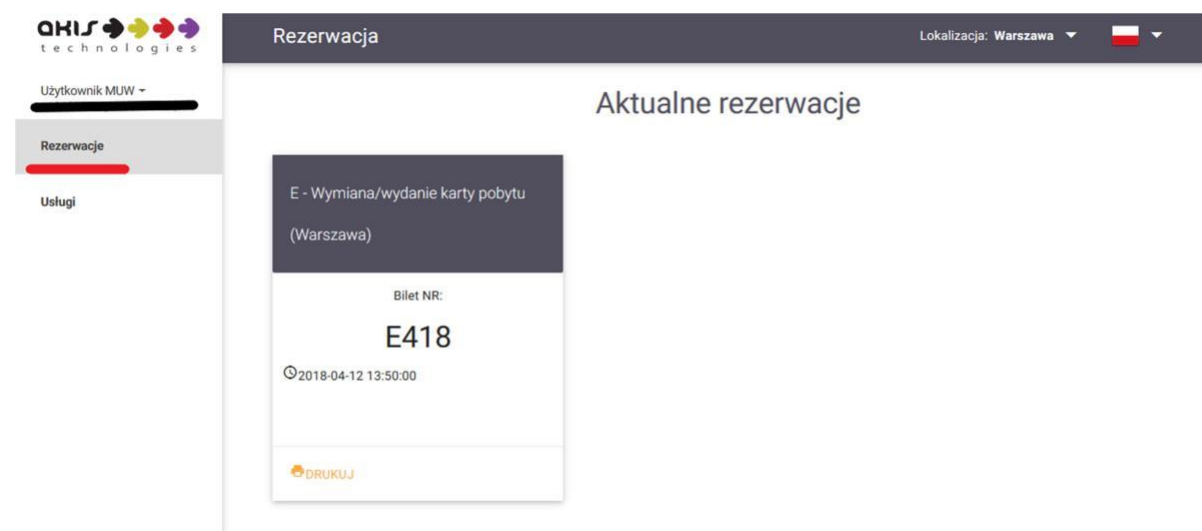 akis
technologies
Rezerwacja
Lokalizacja: Warszawa
Użytkownik MUW
Rezerwacje
Usługi
Aktualne rezerwacje
E - Wymiana/wydanie karty pobytu
(Warszawa)
Bilet NR:
E418
2018-04-12 13:50:00
DRUKUJ